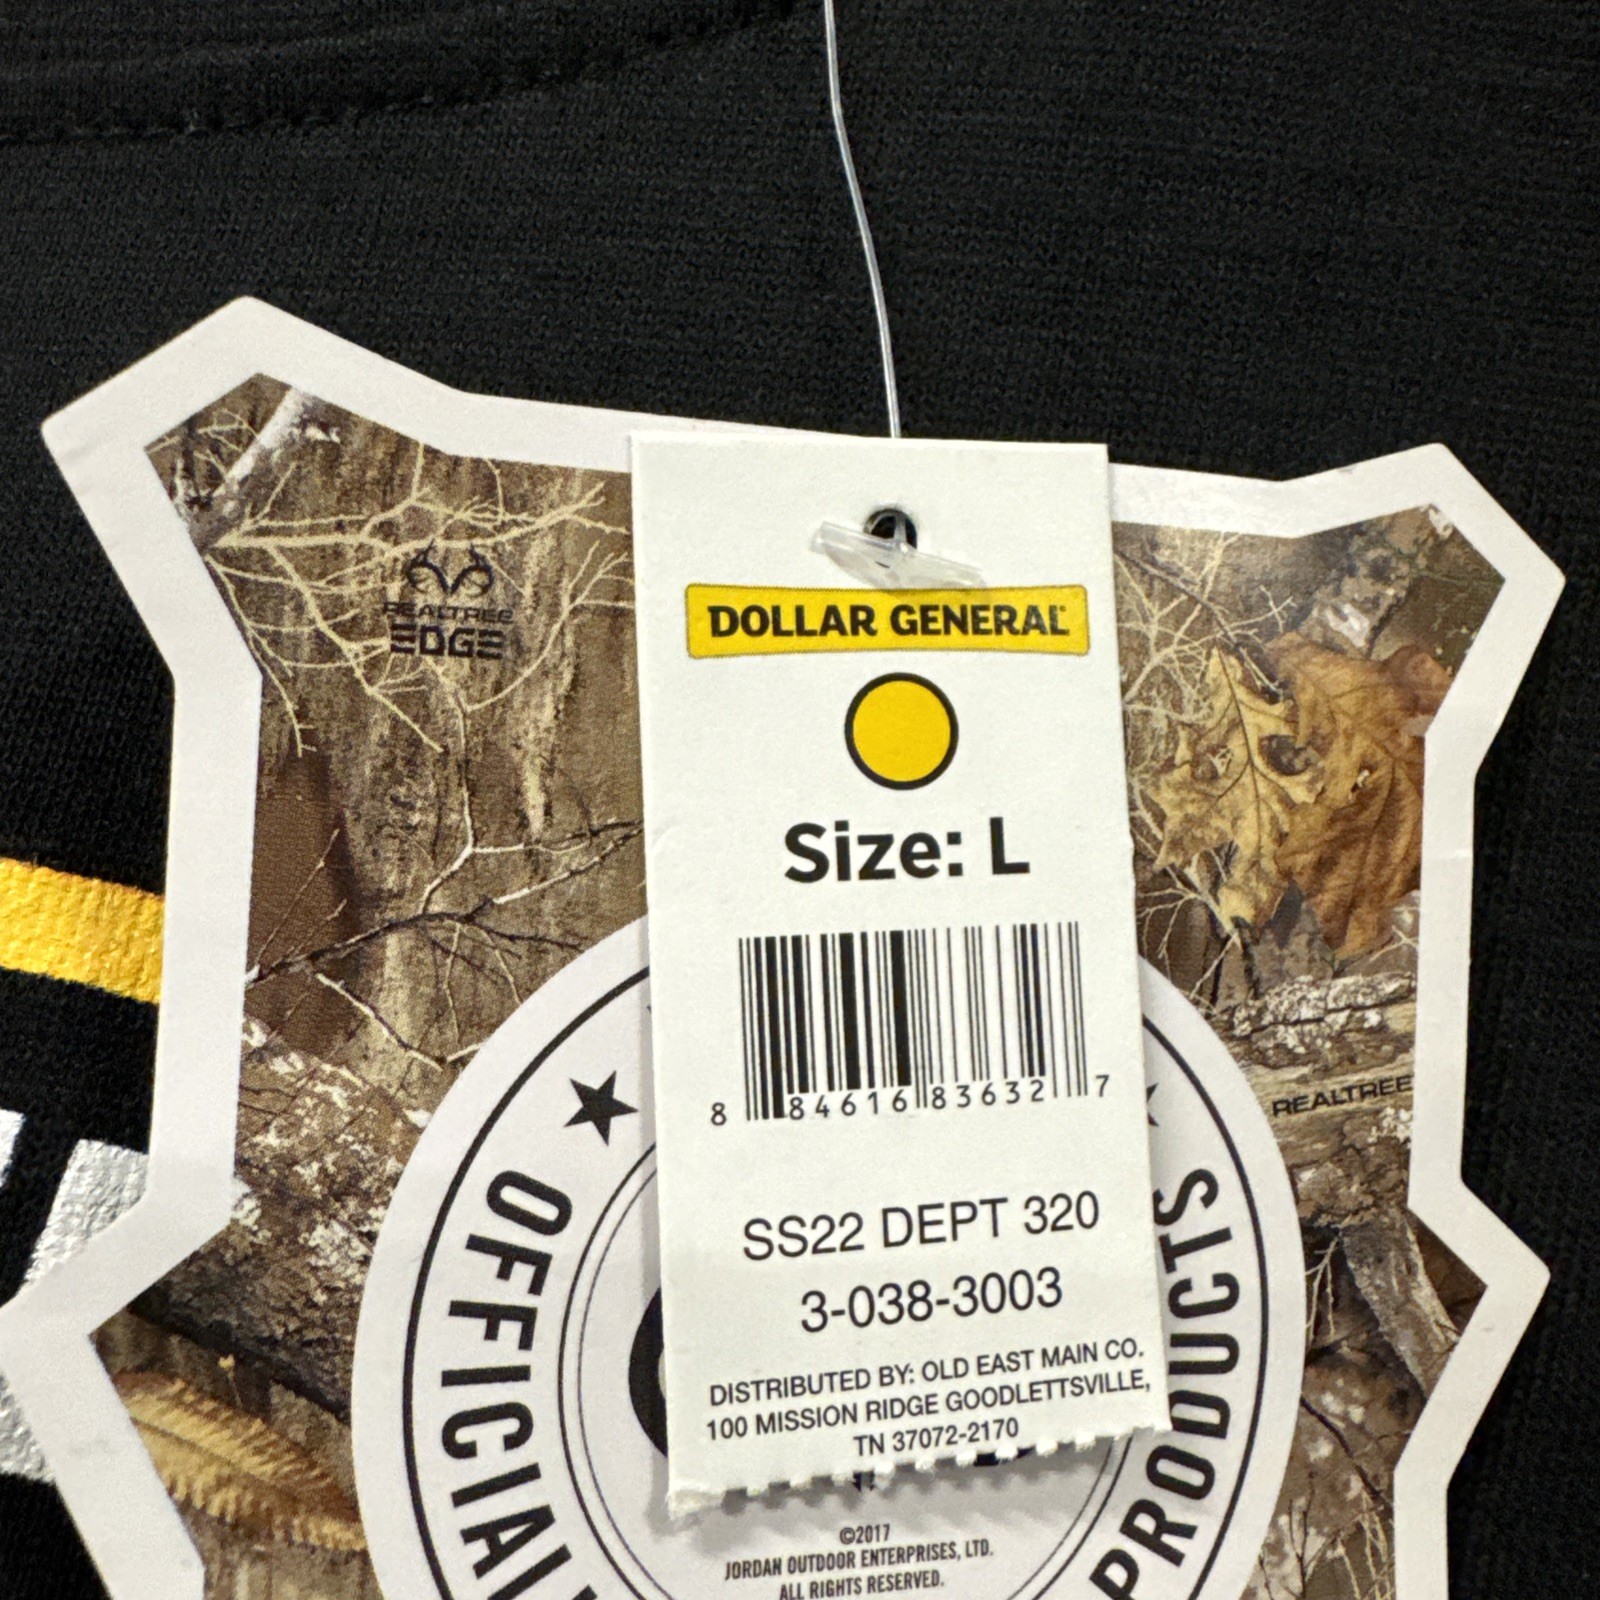 REALTREE
EDGE
DOLLAR GENERAL
Size: L
8 84616 83632 7
REALTREE
SS22 DEPT 320
3-038-3003
DISTRIBUTED BY: OLD EAST MAIN CO.
100 MISSION RIDGE GOODLETTSVILLE,
TN 37072-2170
OFFICIAL
PRODUCTS
©2017
JORDAN OUTDOOR ENTERPRISES, LTD.
ALL RIGHTS RESERVED.